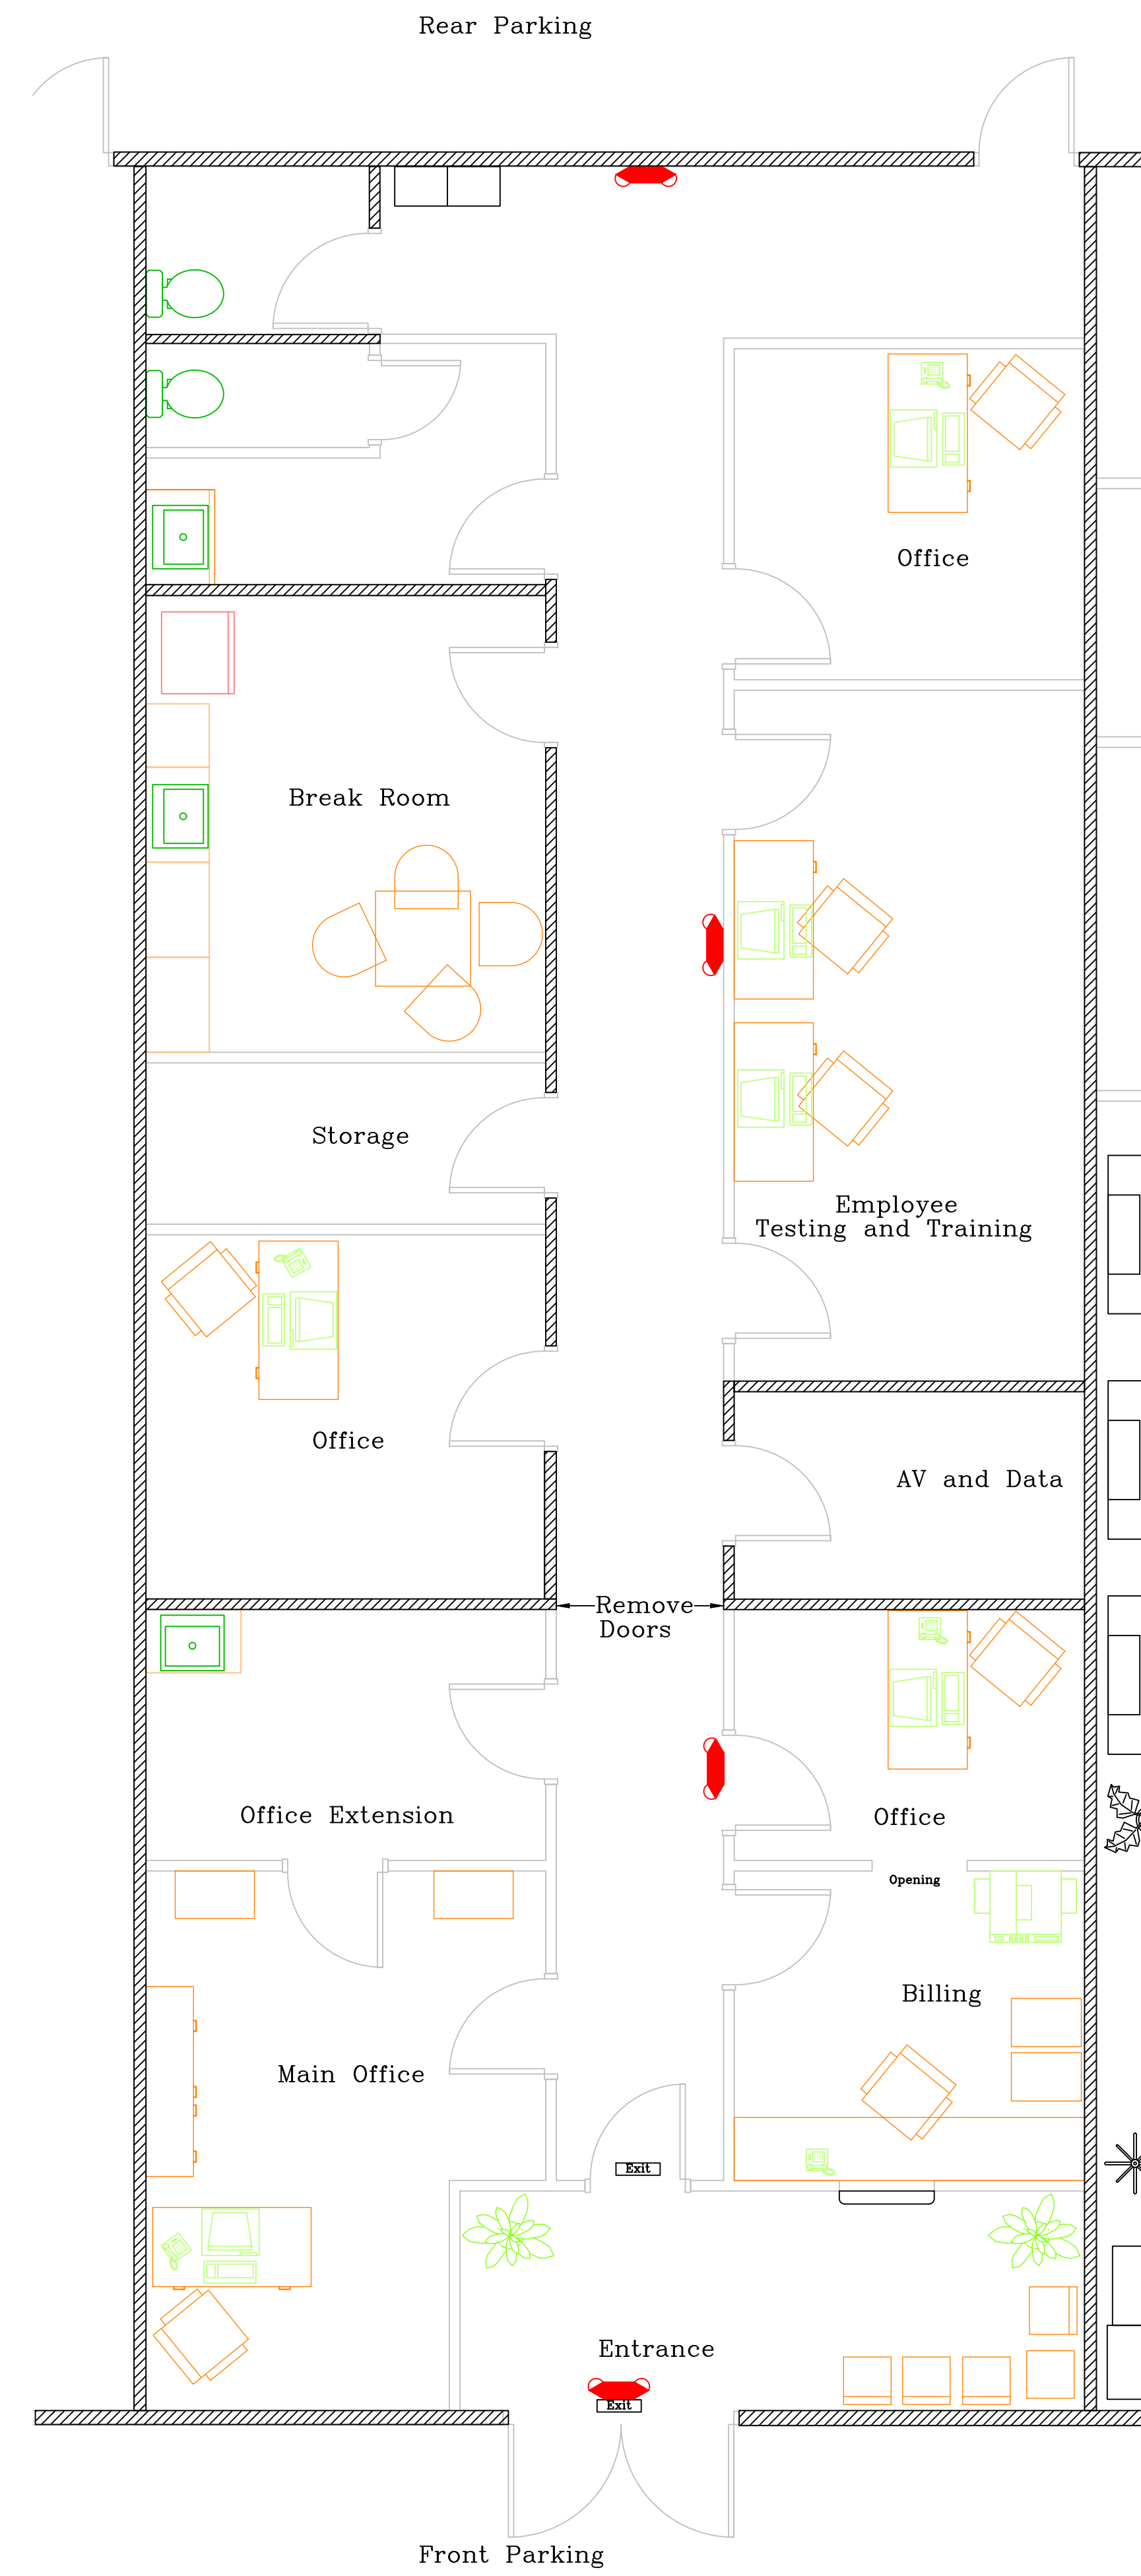 Rear Parking
Office
Break Room
Storage
Employee
Testing and Training
Office
AV and Data
Remove
Doors
Office Extension
Office
Opening
Billing
Main Office
Exit
Entrance
Exit
Front Parking